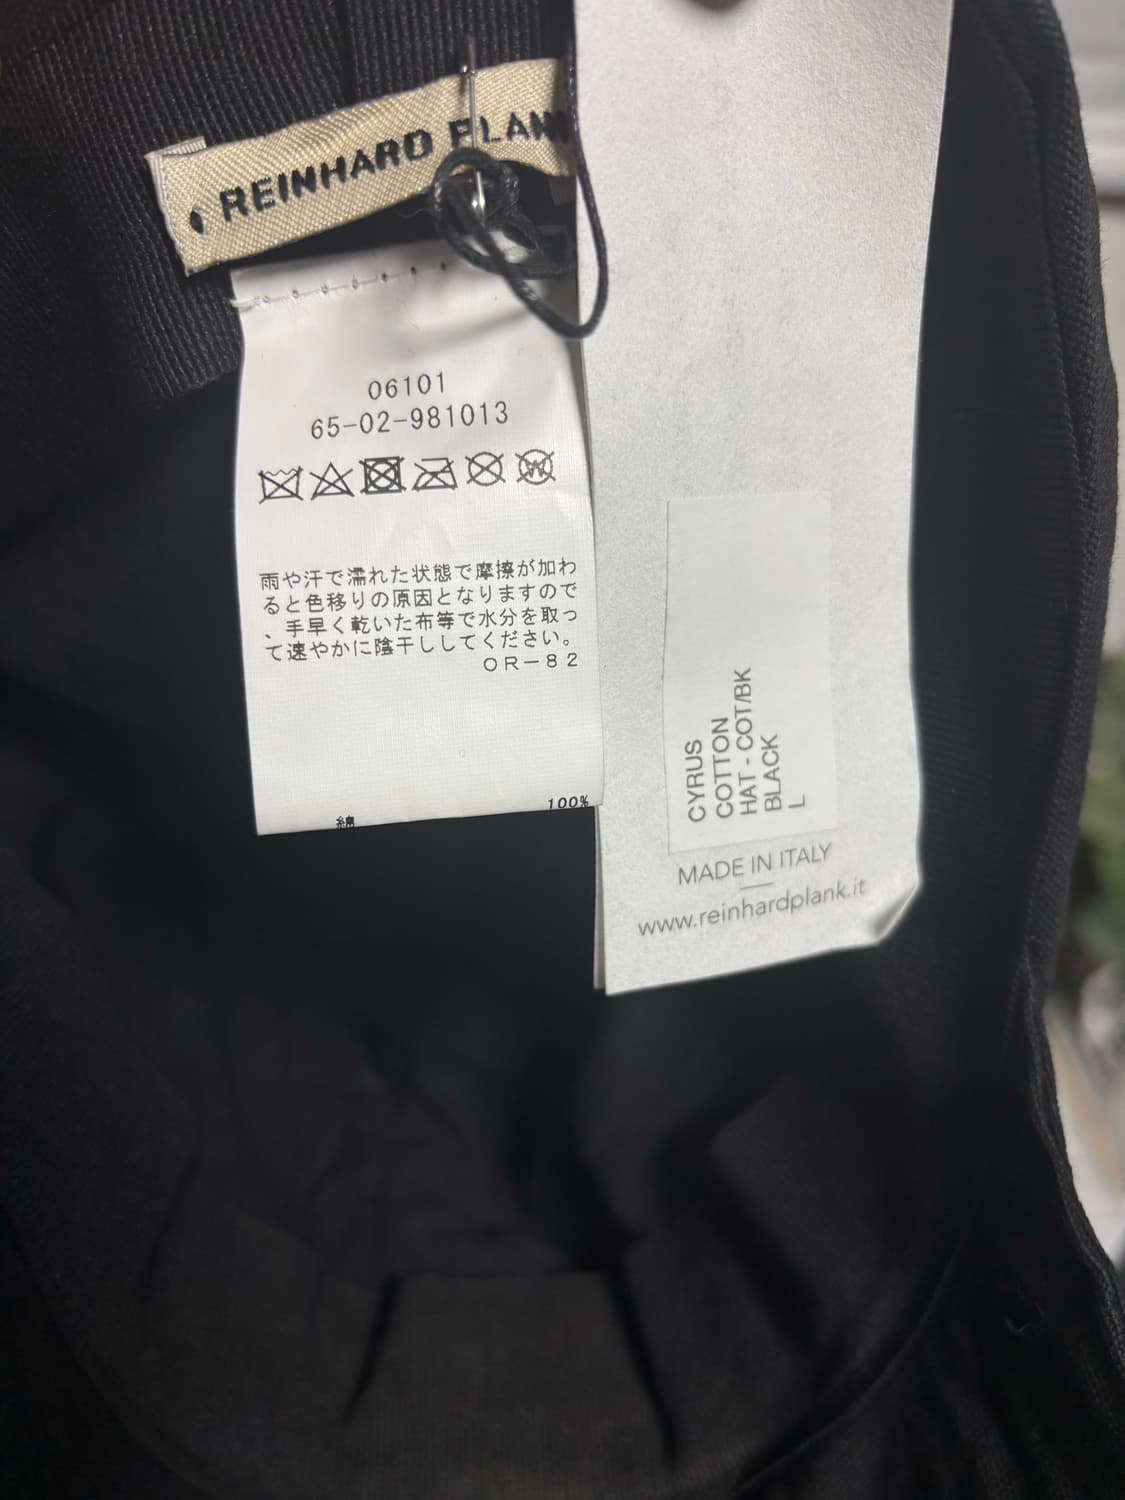 REINHARD PLANK
06101
65-02-981013
雨や汗で濡れた状態で摩擦が加わ
ると色移りの原因となりますので
、手早く乾いた布等で水分を取っ
て速やかに陰干ししてください。
OR-82
綿 100%
CYRUS
COTTON
HAT - COT/BK
BLACK
L
MADE IN ITALY
www.reinhardplank.it